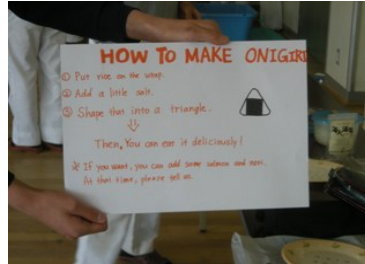 HOW TO MAKE ONIGIRI
① Put rice on the wrap.
② Add a little salt.
③ Shape that into a triangle.
⇩
Then, You can eat it deliciously!
※ If you want, you can add some salmon and nori.
At that time, please tell us.